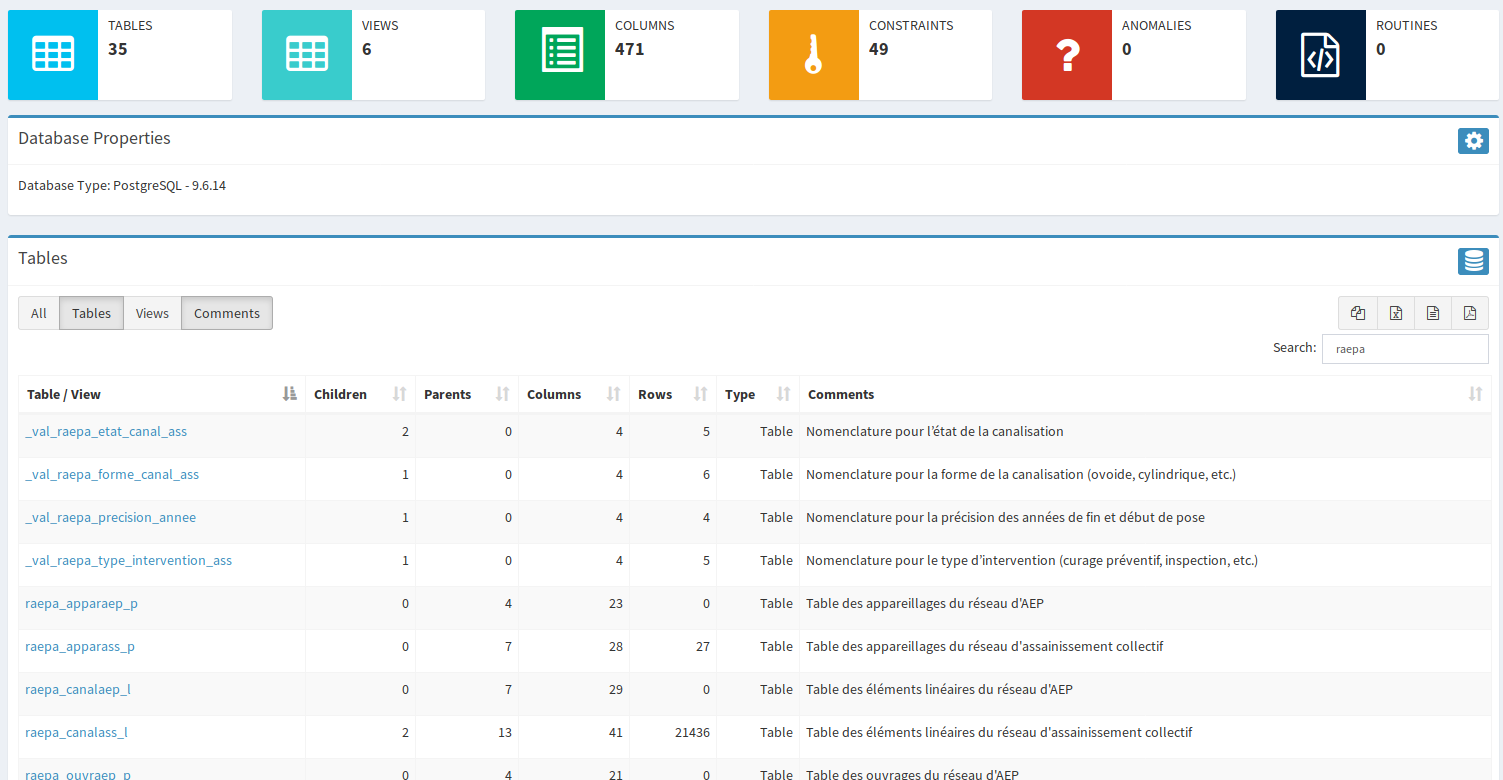 TABLES
35
VIEWS
6
COLUMNS
471
CONSTRAINTS
49
ANOMALIES
0
ROUTINES
0
Database Properties
Database Type: PostgreSQL - 9.6.14
Tables
All Tables Views Comments
Search: raepa
Table / View Children Parents Columns Rows Type Comments
_val_raepa_etat_canal_ass 2 0 4 5 Table Nomenclature pour l’état de la canalisation
_val_raepa_forme_canal_ass 1 0 4 6 Table Nomenclature pour la forme de la canalisation (ovoide, cylindrique, etc.)
_val_raepa_precision_annee 1 0 4 4 Table Nomenclature pour la précision des années de fin et début de pose
_val_raepa_type_intervention_ass 1 0 4 5 Table Nomenclature pour le type d’intervention (curage préventif, inspection, etc.)
raepa_apparaep_p 0 4 23 0 Table Table des appareillages du réseau d'AEP
raepa_apparass_p 0 7 28 27 Table Table des appareillages du réseau d'assainissement collectif
raepa_canalaep_l 0 7 29 0 Table Table des éléments linéaires du réseau d'AEP
raepa_canalass_l 2 13 41 21436 Table Table des éléments linéaires du réseau d'assainissement collectif
raepa_ouvraep_p 0 4 21 0 Table Table des ouvrages du réseau d'AEP